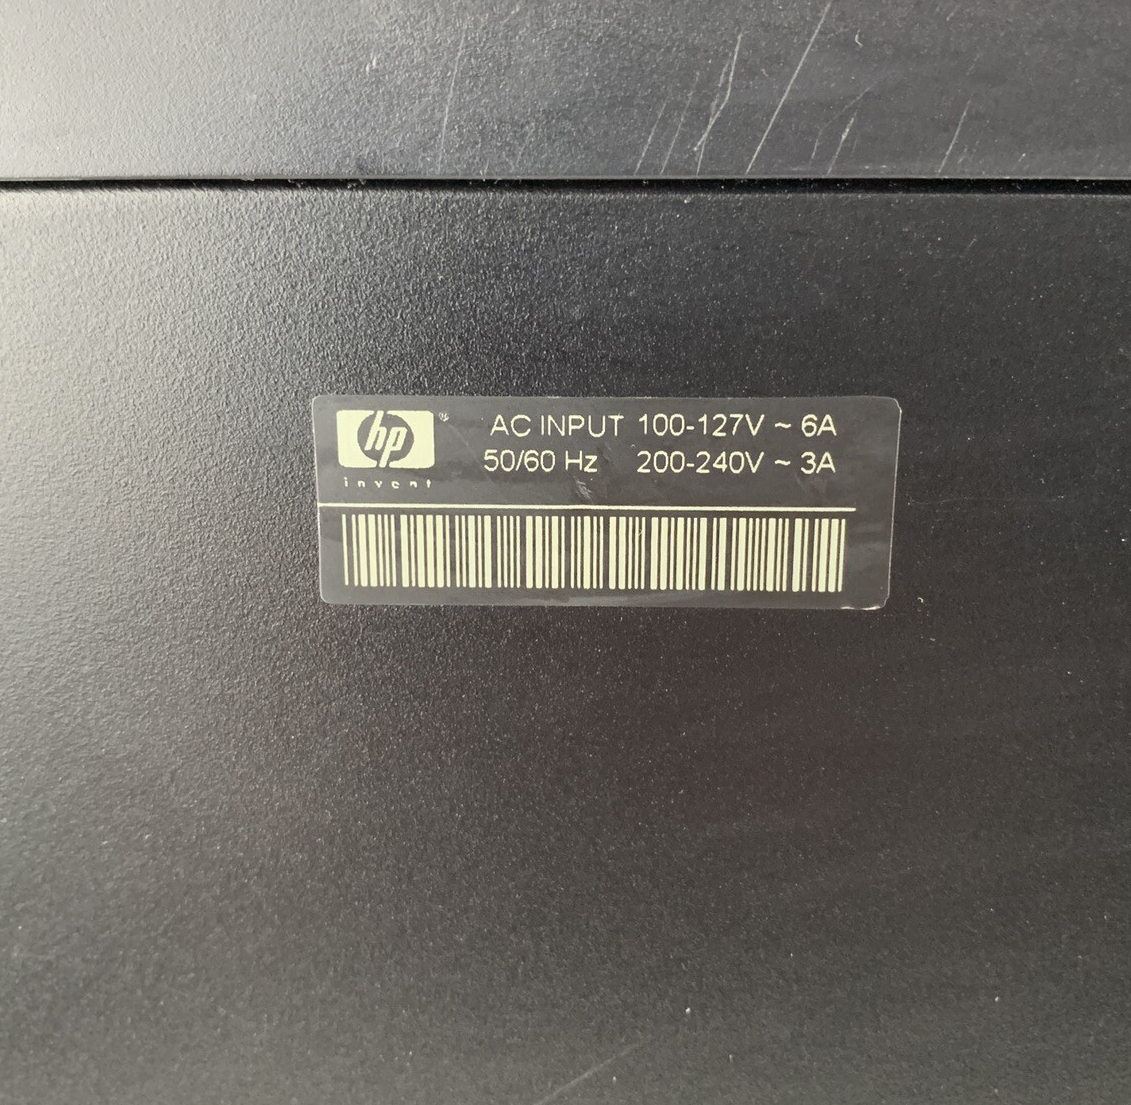 hp ®
invent
AC INPUT 100-127V ~ 6A
50/60 Hz 200-240V ~ 3A